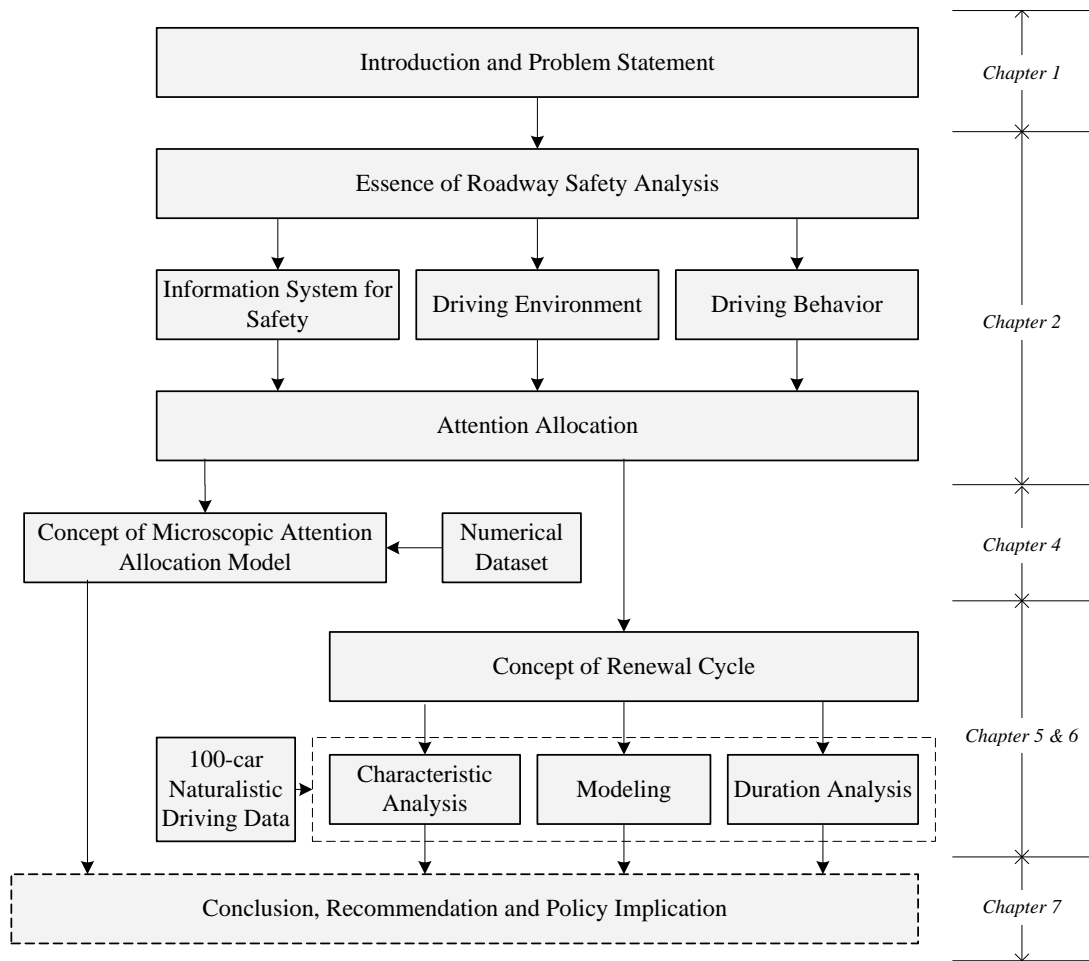 Introduction and Problem Statement
Chapter 1
Essence of Roadway Safety Analysis
Information System for
Safety
Driving Environment
Driving Behavior
Chapter 2
Attention Allocation
Concept of Microscopic Attention
Allocation Model
Numerical
Dataset
Chapter 4
Concept of Renewal Cycle
Chapter 5 & 6
100-car
Naturalistic
Driving Data
Characteristic
Analysis
Modeling
Duration Analysis
Conclusion, Recommendation and Policy Implication
Chapter 7